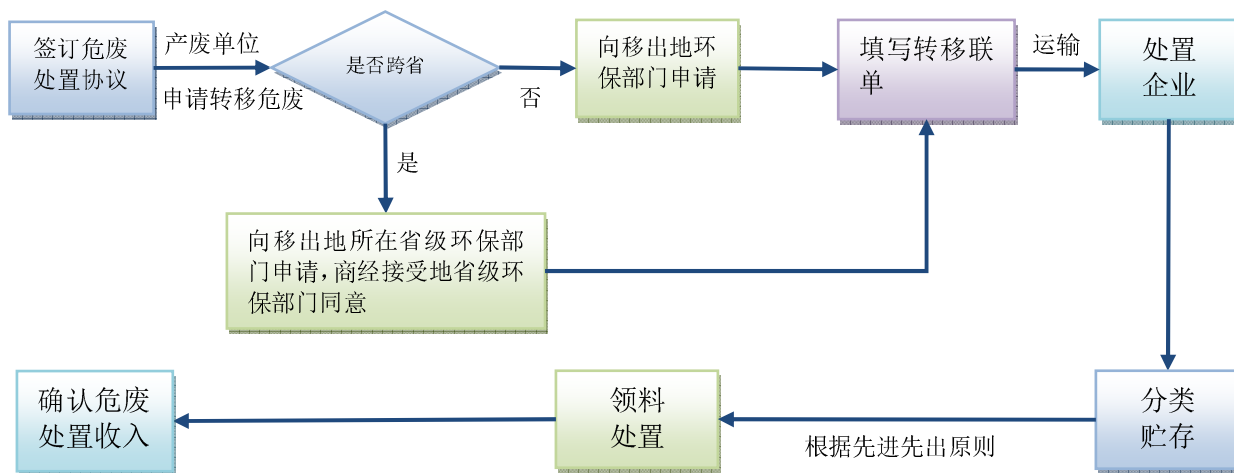 签订危废
处置协议
产废单位
申请转移危废
是否跨省
否
向移出地环
保部门申请
填写转移联
单
运输
处置
企业
是
向移出地所在省级环保部
门申请，商经接受地省级环
保部门同意
确认危废
处置收入
领料
处置
根据先进先出原则
分类
贮存